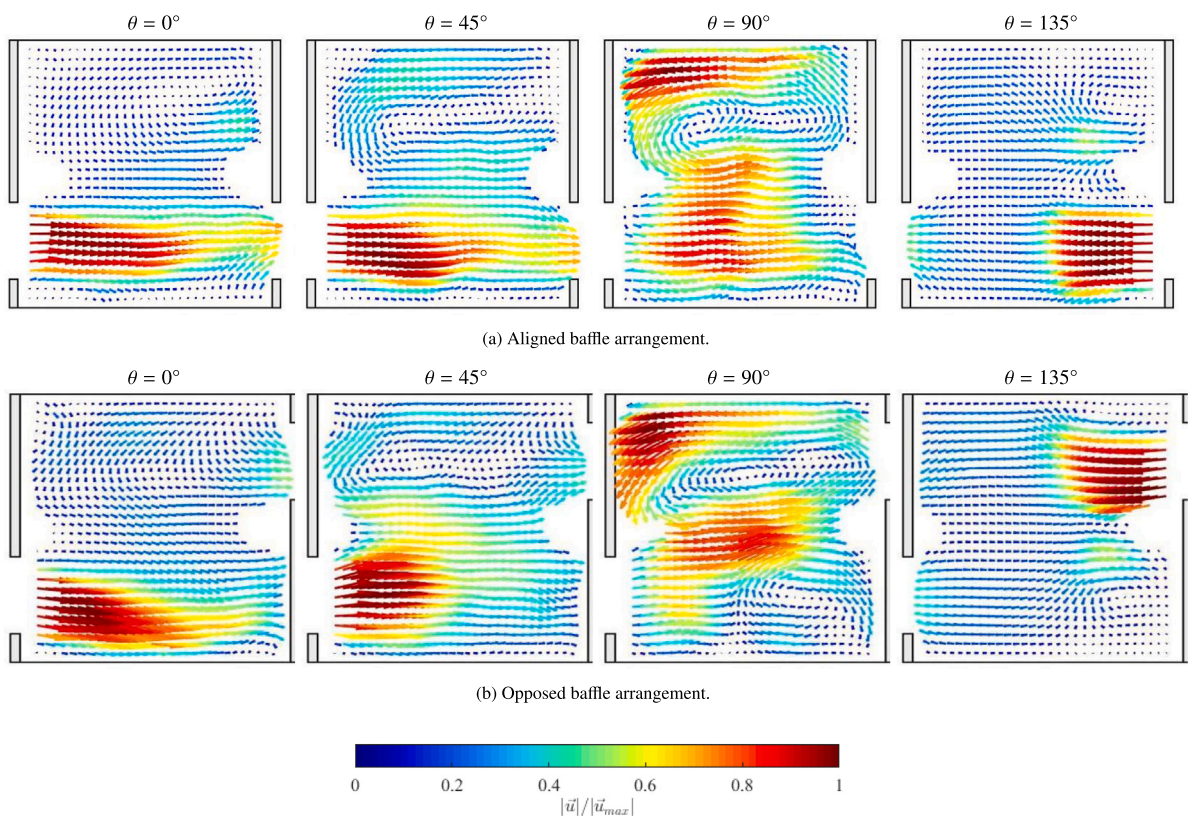 θ = 0° θ = 45° θ = 90° θ = 135°
(a) Aligned baffle arrangement.
θ = 0° θ = 45° θ = 90° θ = 135°
(b) Opposed baffle arrangement.
0 0.2 0.4 0.6 0.8 1
|u⃗|/|u⃗max|